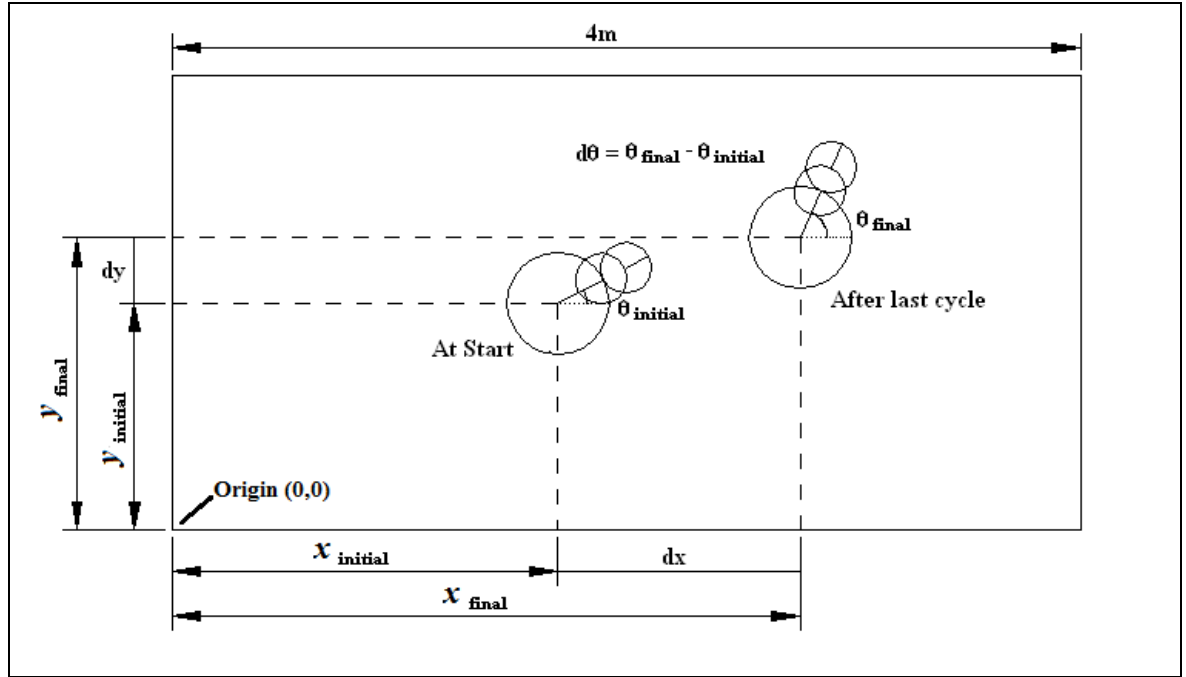 4m
dθ = θ final - θ initial
θ final
dy
After last cycle
θ initial
At Start
y final
y initial
Origin (0,0)
x initial
dx
x final